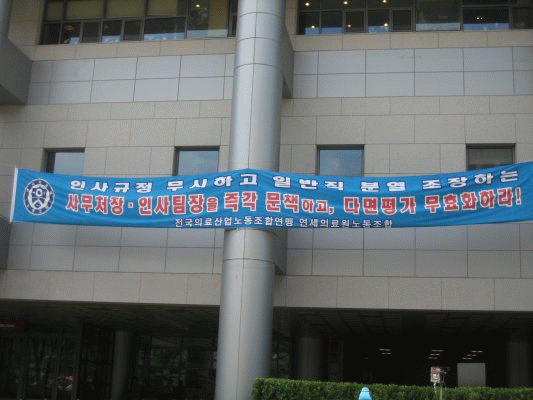 인사규정 무시하고 일반직 분열 조장하는
사무처장·인사팀장을 즉각 문책하고, 다면평가 무효화하라!
전국의료산업노동조합연맹 연세의료원노동조합